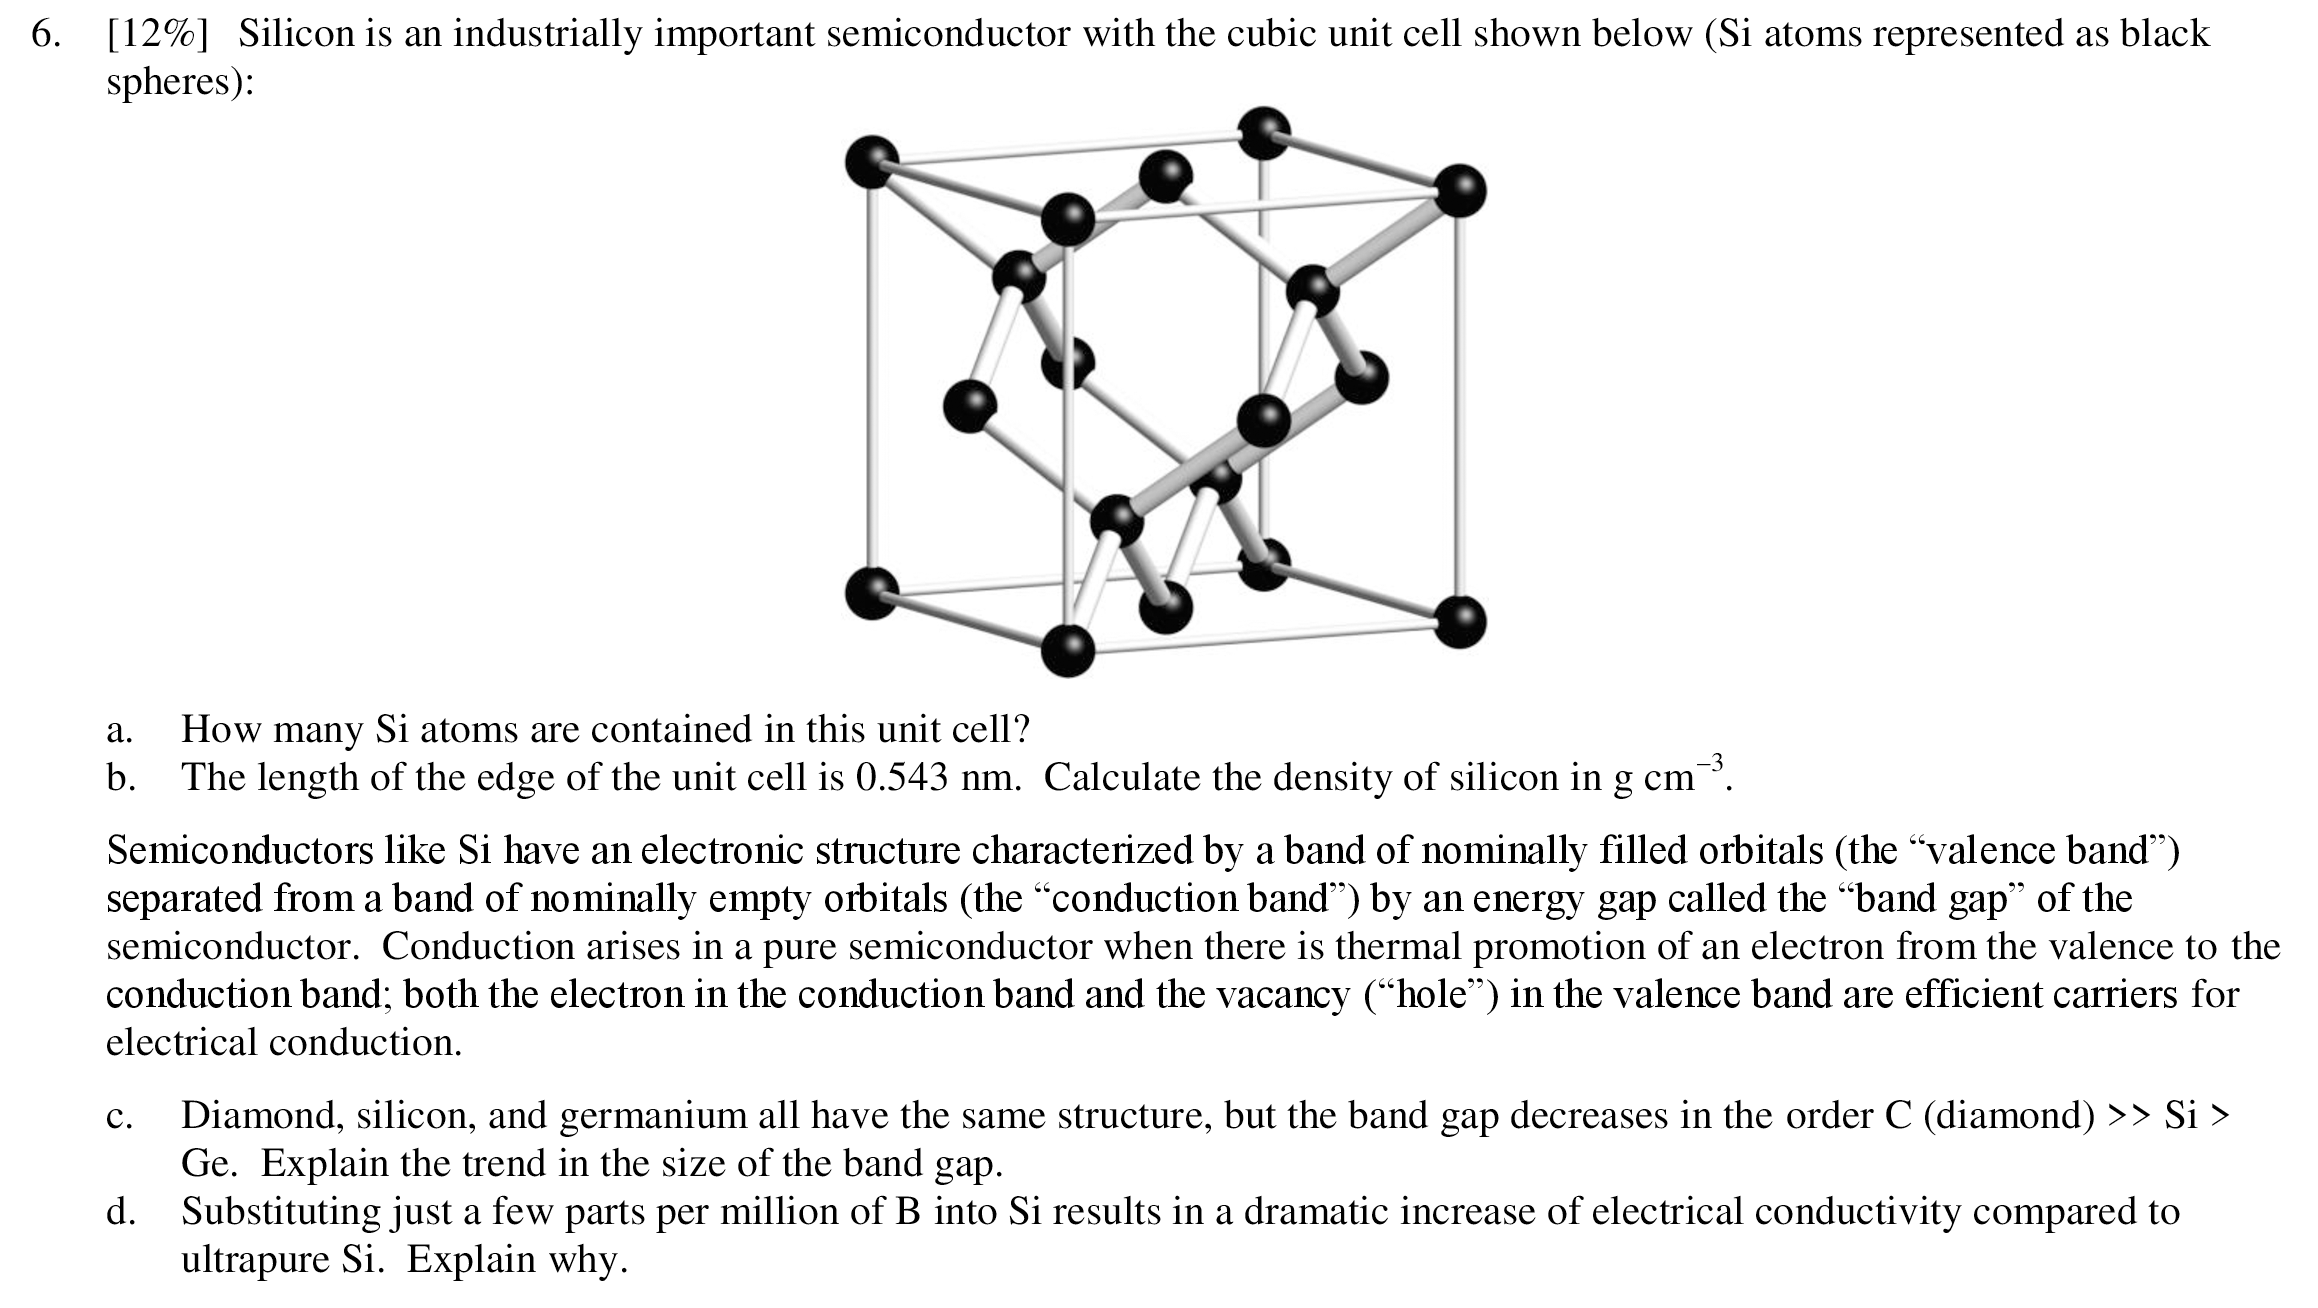 6. [12%] Silicon is an industrially important semiconductor with the cubic unit cell shown below (Si atoms represented as black
spheres):
a. How many Si atoms are contained in this unit cell?
b. The length of the edge of the unit cell is 0.543 nm. Calculate the density of silicon in g cm⁻³.
Semiconductors like Si have an electronic structure characterized by a band of nominally filled orbitals (the “valence band”)
separated from a band of nominally empty orbitals (the “conduction band”) by an energy gap called the “band gap” of the
semiconductor. Conduction arises in a pure semiconductor when there is thermal promotion of an electron from the valence to the
conduction band; both the electron in the conduction band and the vacancy (“hole”) in the valence band are efficient carriers for
electrical conduction.
c. Diamond, silicon, and germanium all have the same structure, but the band gap decreases in the order C (diamond) >> Si >
Ge. Explain the trend in the size of the band gap.
d. Substituting just a few parts per million of B into Si results in a dramatic increase of electrical conductivity compared to
ultrapure Si. Explain why.